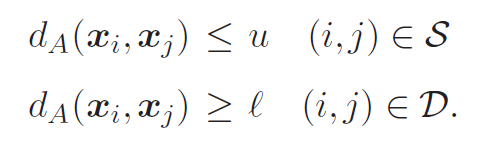 d_A(x_i, x_j) ≤ u (i, j) ∈ S
d_A(x_i, x_j) ≥ ℓ (i, j) ∈ D.